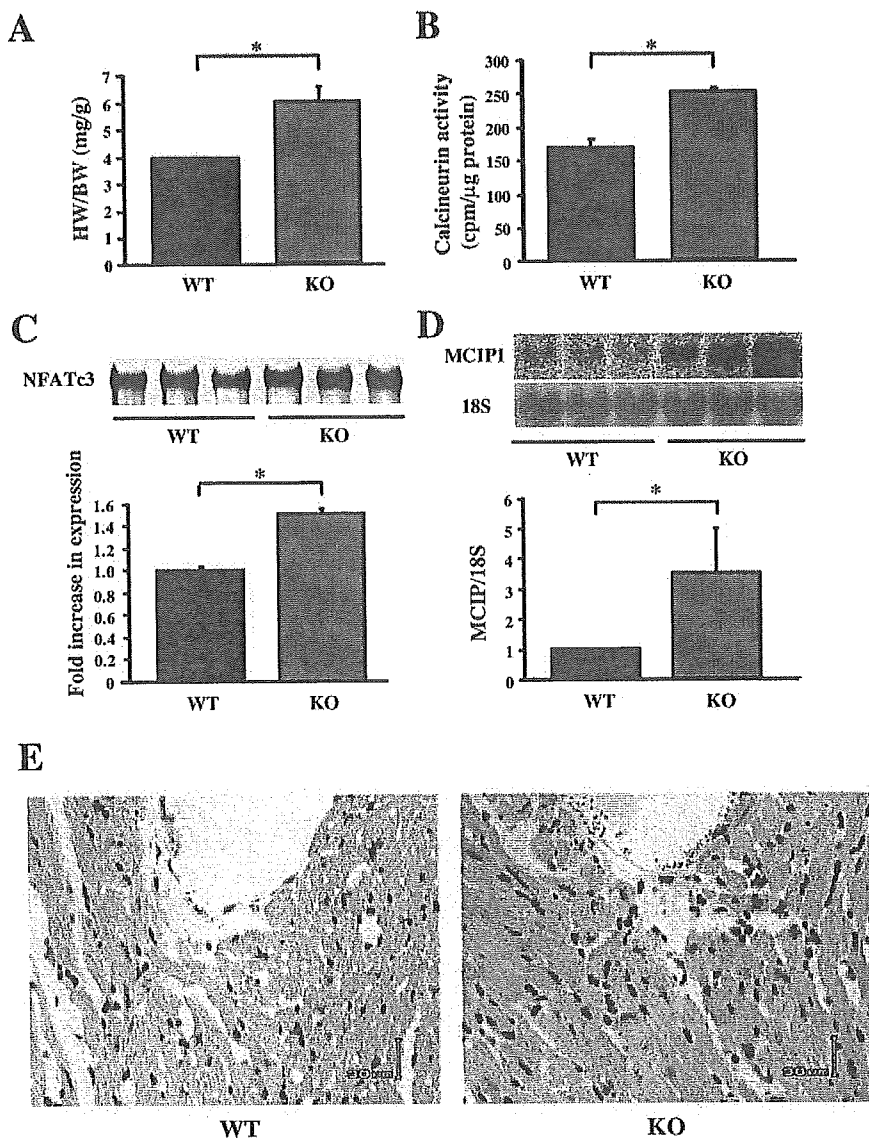 A
*
HW/BW (mg/g)
7
6
5
4
3
2
1
0
WT
KO
B
*
Calcineurin activity
(cpm/μg protein)
300
250
200
150
100
50
0
WT
KO
C
NFATc3
WT
KO
*
Fold increase in expression
1.6
1.4
1.2
1.0
0.8
0.6
0.4
0.2
0
WT
KO
D
MCIP1
18S
WT
KO
*
MCIP/18S
6
5
4
3
2
1
0
WT
KO
E
30um
30um
WT
KO